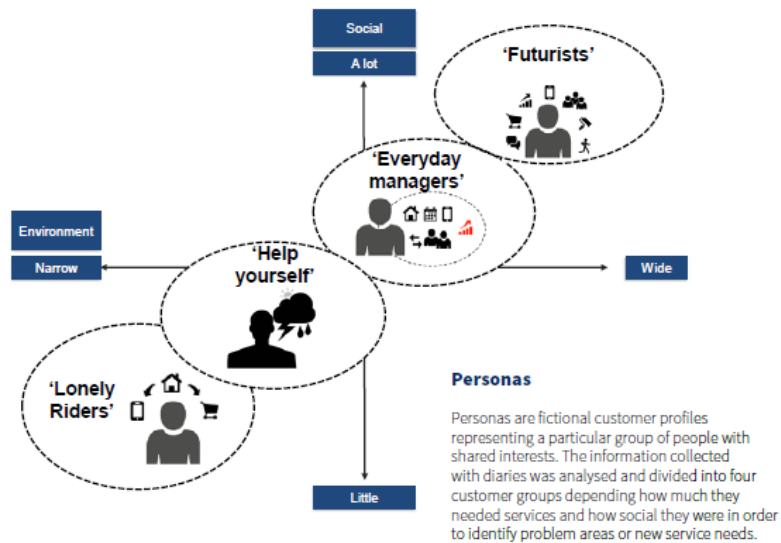 Social
A lot
‘Futurists’
‘Everyday
managers’
Environment
Narrow
‘Help
yourself’
Wide
‘Lonely
Riders’
Little
Personas
Personas are fictional customer profiles
representing a particular group of people with
shared interests. The information collected
with diaries was analysed and divided into four
customer groups depending how much they
needed services and how social they were in order
to identify problem areas or new service needs.